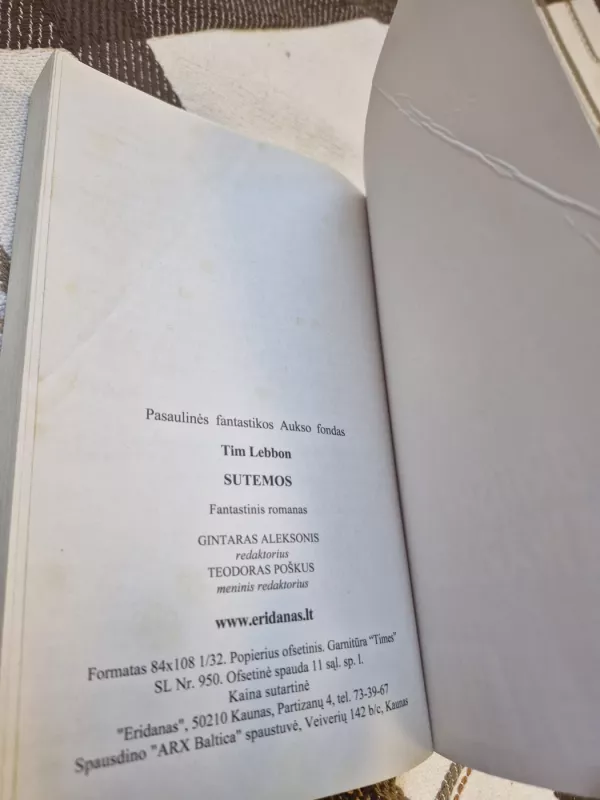 Pasaulinės fantastikos Aukso fondas
Tim Lebbon
SUTEMOS
Fantastinis romanas
GINTARAS ALEKSONIS
redaktorius
TEODORAS POŠKUS
meninis redaktorius
www.eridanas.lt
Formatas 84x108 1/32. Popierius ofsetinis. Garnitūra "Times"
SL Nr. 950. Ofsetinė spauda 11 sąl. sp. l.
Kaina sutartinė
"Eridanas", 50210 Kaunas, Partizanų 4, tel. 73-39-67
Spausdino "ARX Baltica" spaustuvė, Veiverių 142 b/c, Kaunas